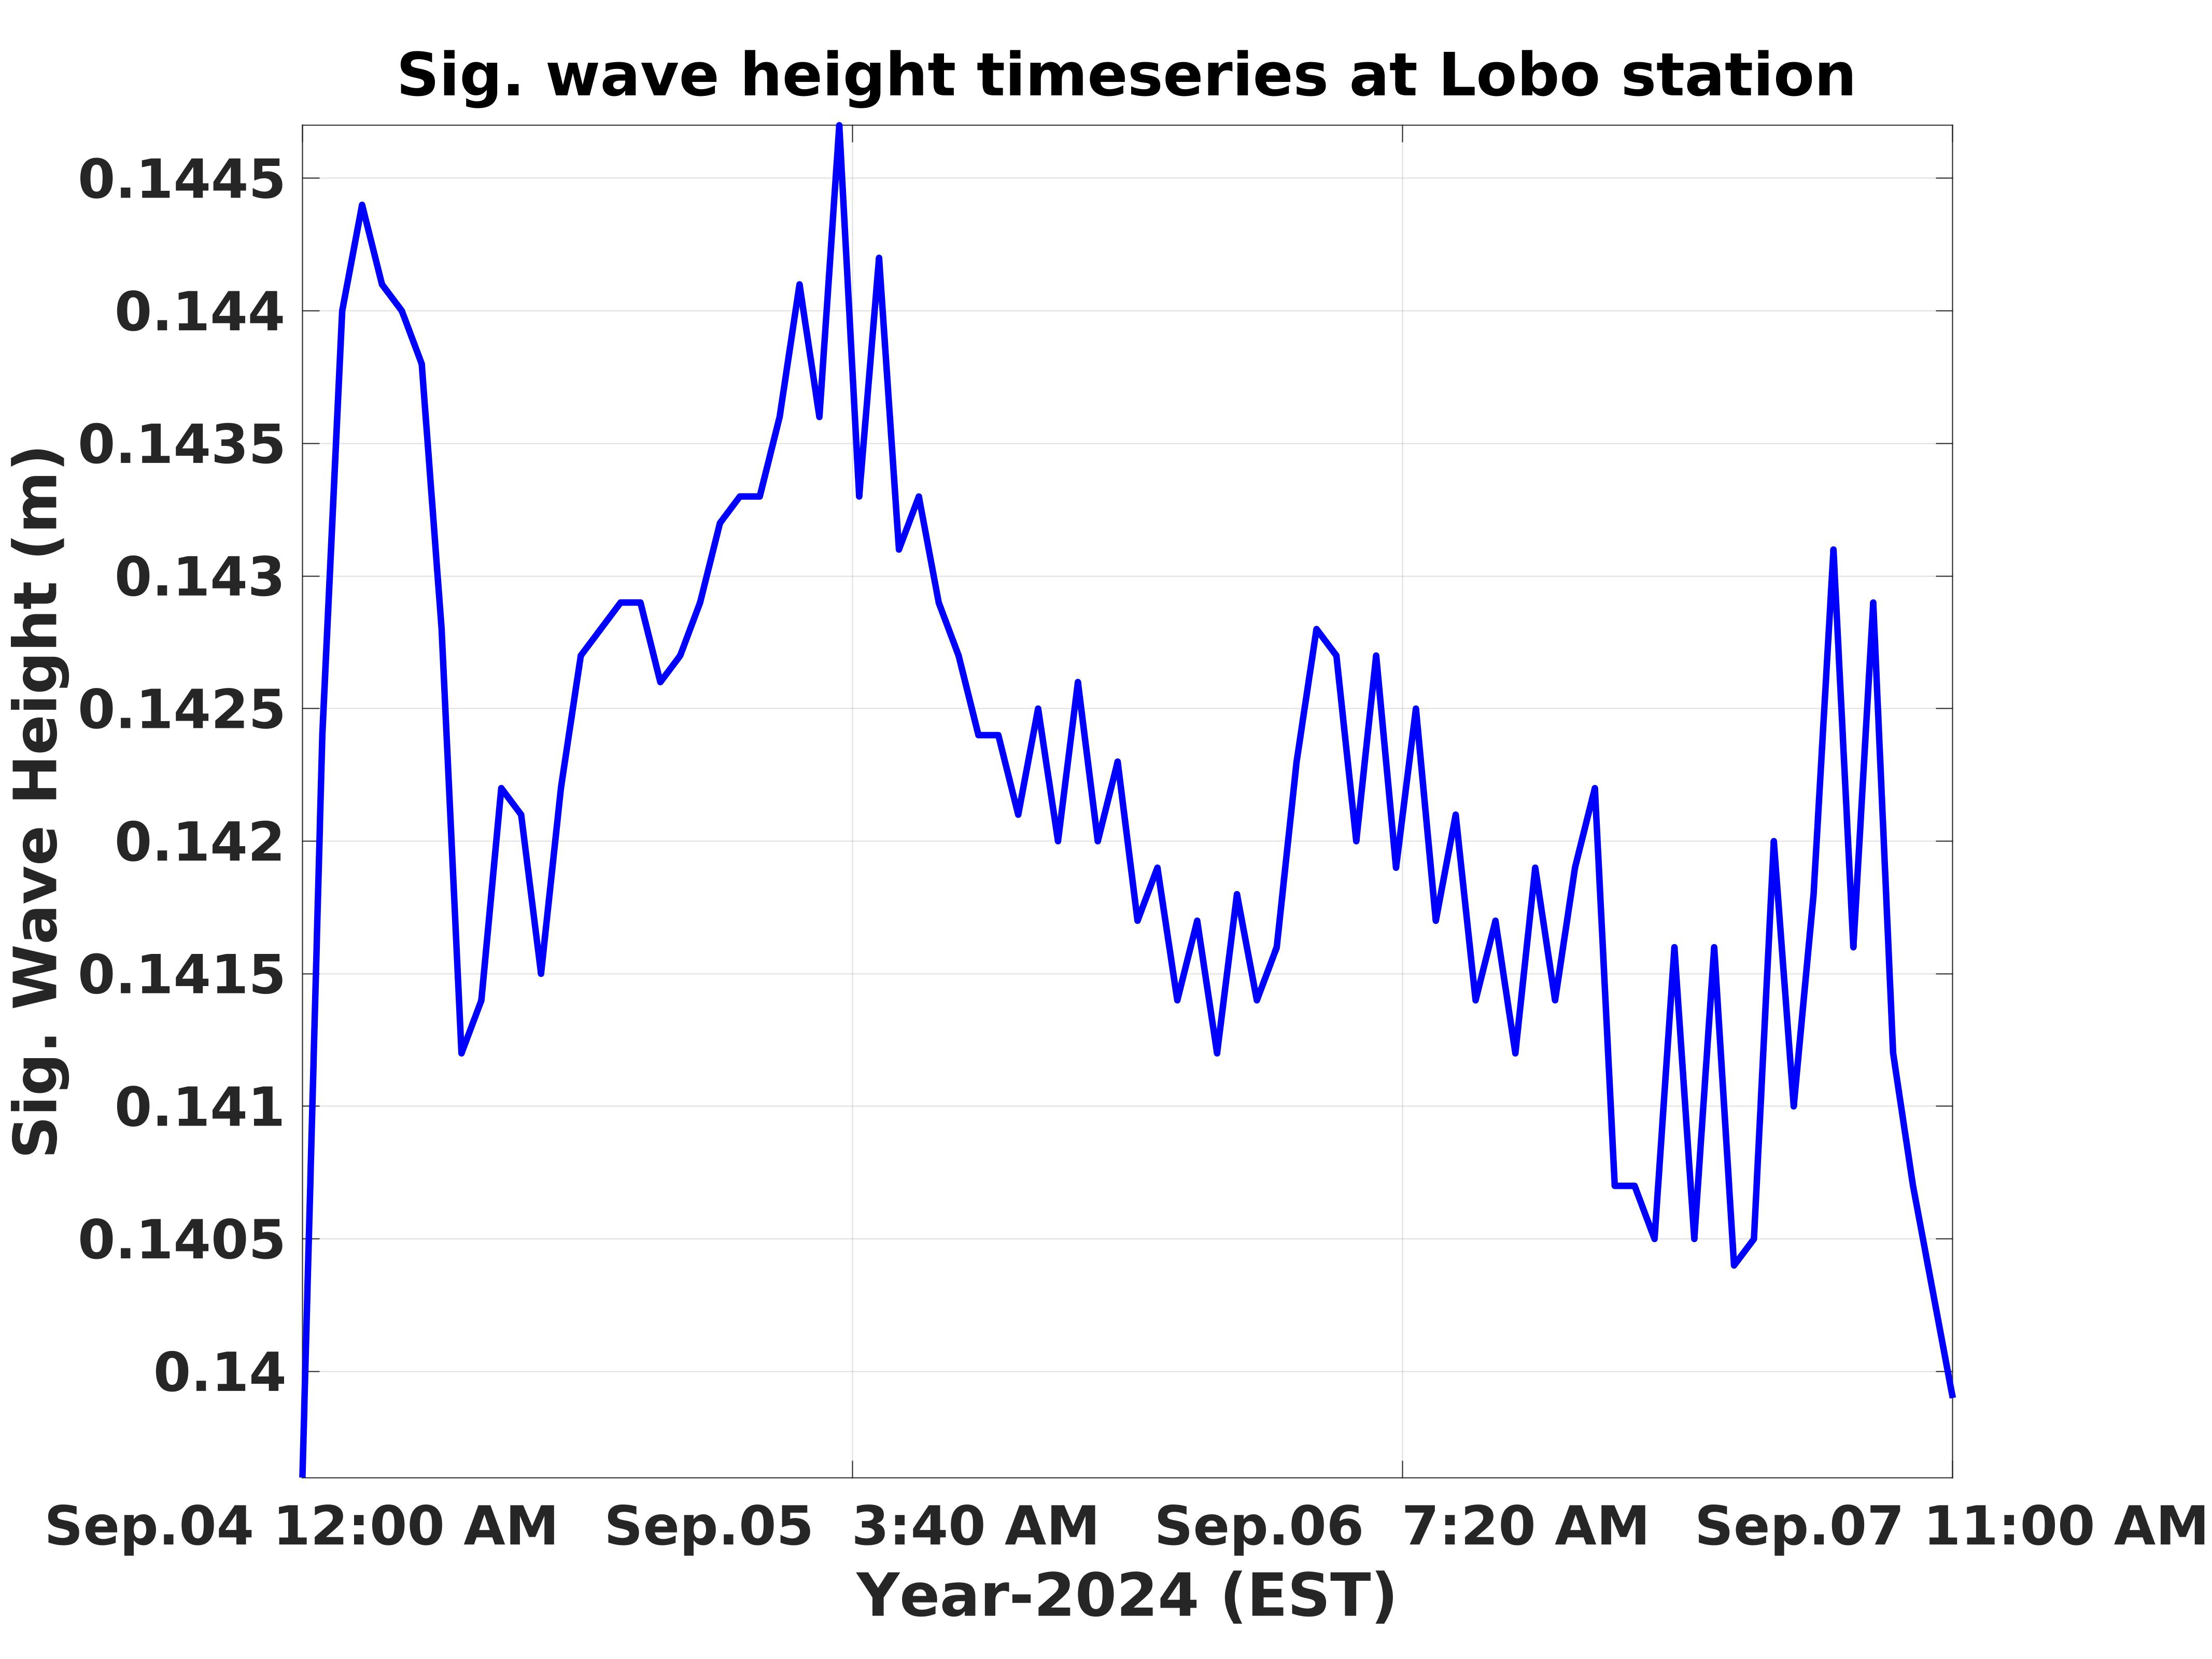 Sig. wave height timeseries at Lobo station
0.1445
0.144
0.1435
0.143
0.1425
0.142
0.1415
0.141
0.1405
0.14
Sig. Wave Height (m)
Sep.04 12:00 AM Sep.05 3:40 AM Sep.06 7:20 AM Sep.07 11:00 AM
Year-2024 (EST)